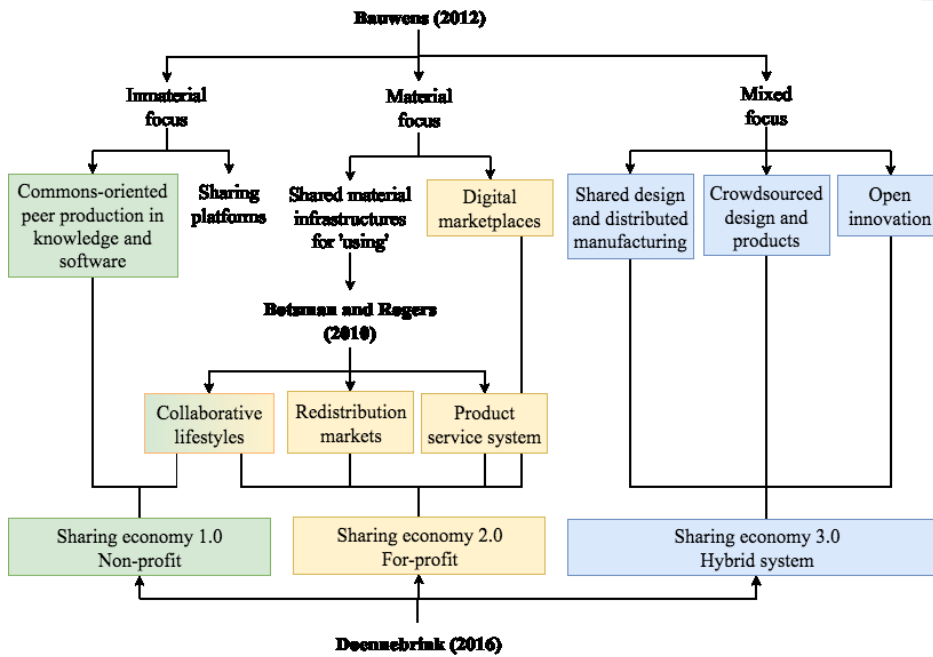 Bauwens (2012)
Immaterial
focus
Material
focus
Mixed
focus
Commons-oriented
peer production in
knowledge and
software
Sharing
platforms
Shared material
infrastructures
for 'using'
Digital
marketplaces
Shared design
and distributed
manufacturing
Crowdsourced
design and
products
Open
innovation
Botsman and Rogers
(2010)
Collaborative
lifestyles
Redistribution
markets
Product
service system
Sharing economy 1.0
Non-profit
Sharing economy 2.0
For-profit
Sharing economy 3.0
Hybrid system
Doennebrink (2016)